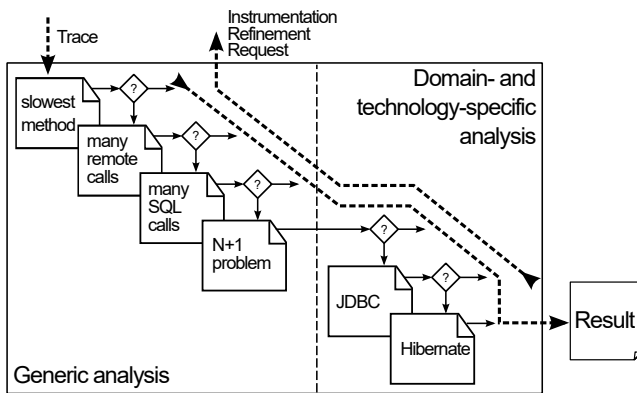 Trace
Instrumentation
Refinement
Request
Domain- and
technology-specific
analysis
slowest
method
?
many
remote
calls
?
many
SQL
calls
?
N+1
problem
?
?
JDBC
?
Hibernate
Result
Generic analysis